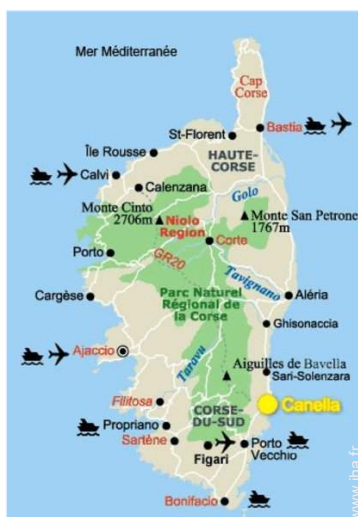 Mer Méditerranée
Cap
Corse
Bastia
St-Florent
Île Rousse
HAUTE-
CORSE
Calvi
Calenzana
Golo
Monte Cinto
2706m
Niolo
Region
Monte San Petrone
1767m
Corte
Porto
GR20
Tavignano
Cargèse
Parc Naturel
Régional de
la Corse
Aléria
Ghisonaccia
Ajaccio
Taravu
Aiguilles de Bavella
Sari-Solenzara
Filitosa
Canella
CORSE-
DU-SUD
Propriano
Sartène
Figari
Porto
Vecchio
Bonifacio
www.iha.fr